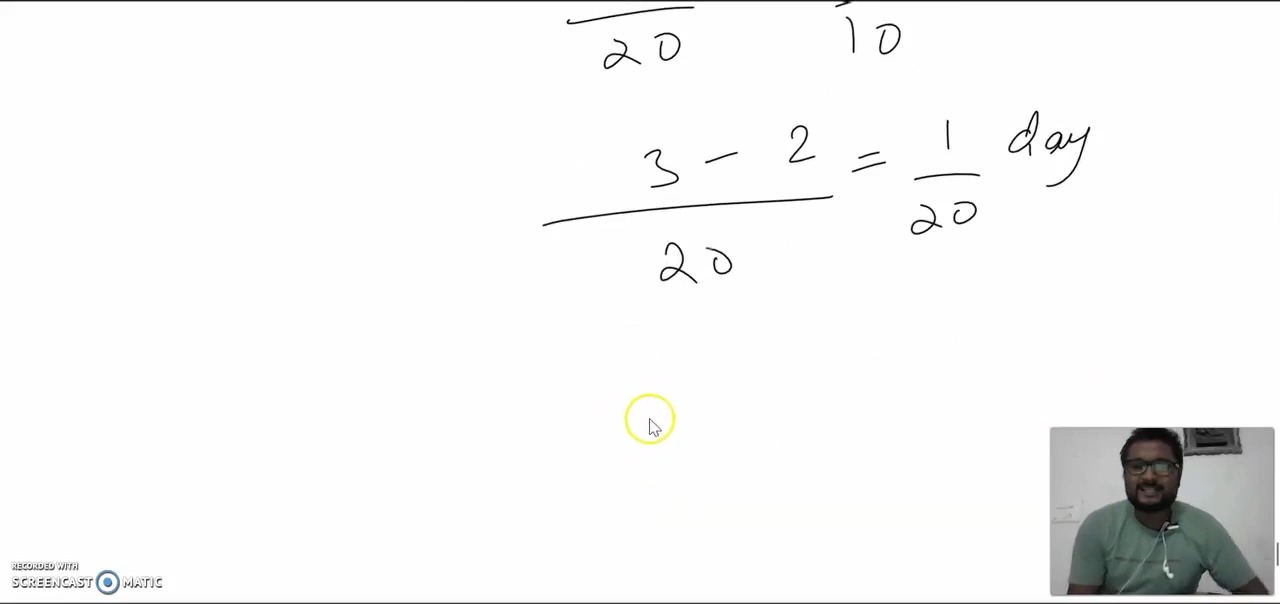 20 10
3 - 2 = 1 day
20 20
RECORDED WITH
SCREENCAST MATIC